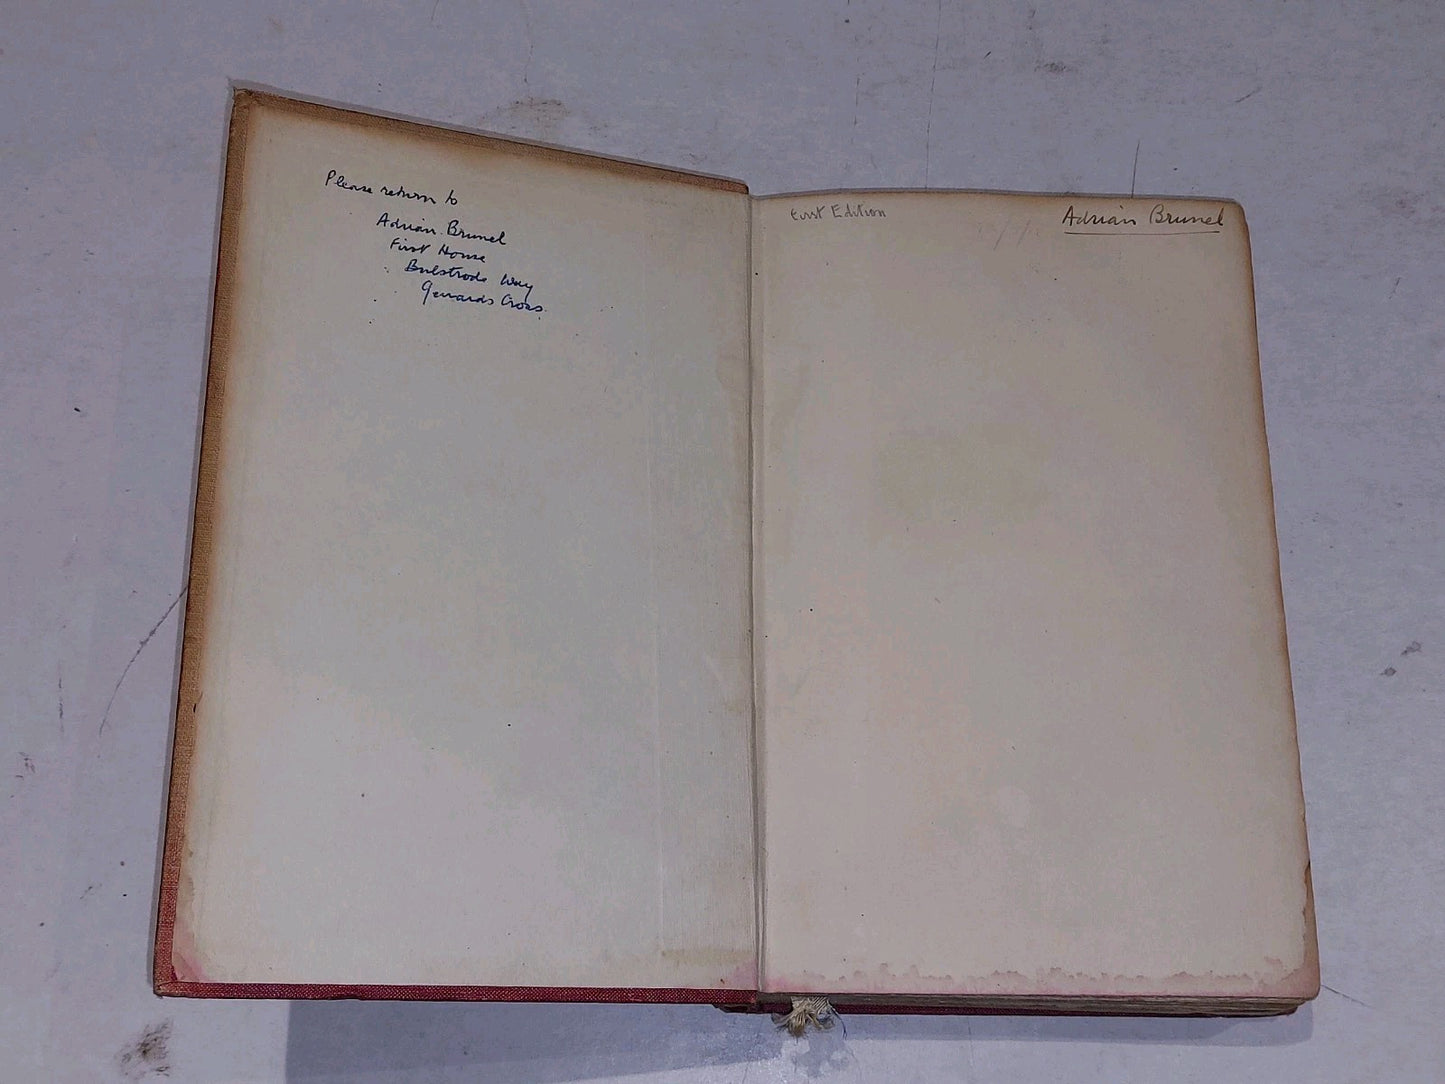 Please return to
Adrian Brunel
First House
Bulstrode Way
Gerrards Cross.
First Edition
Adrian Brunel